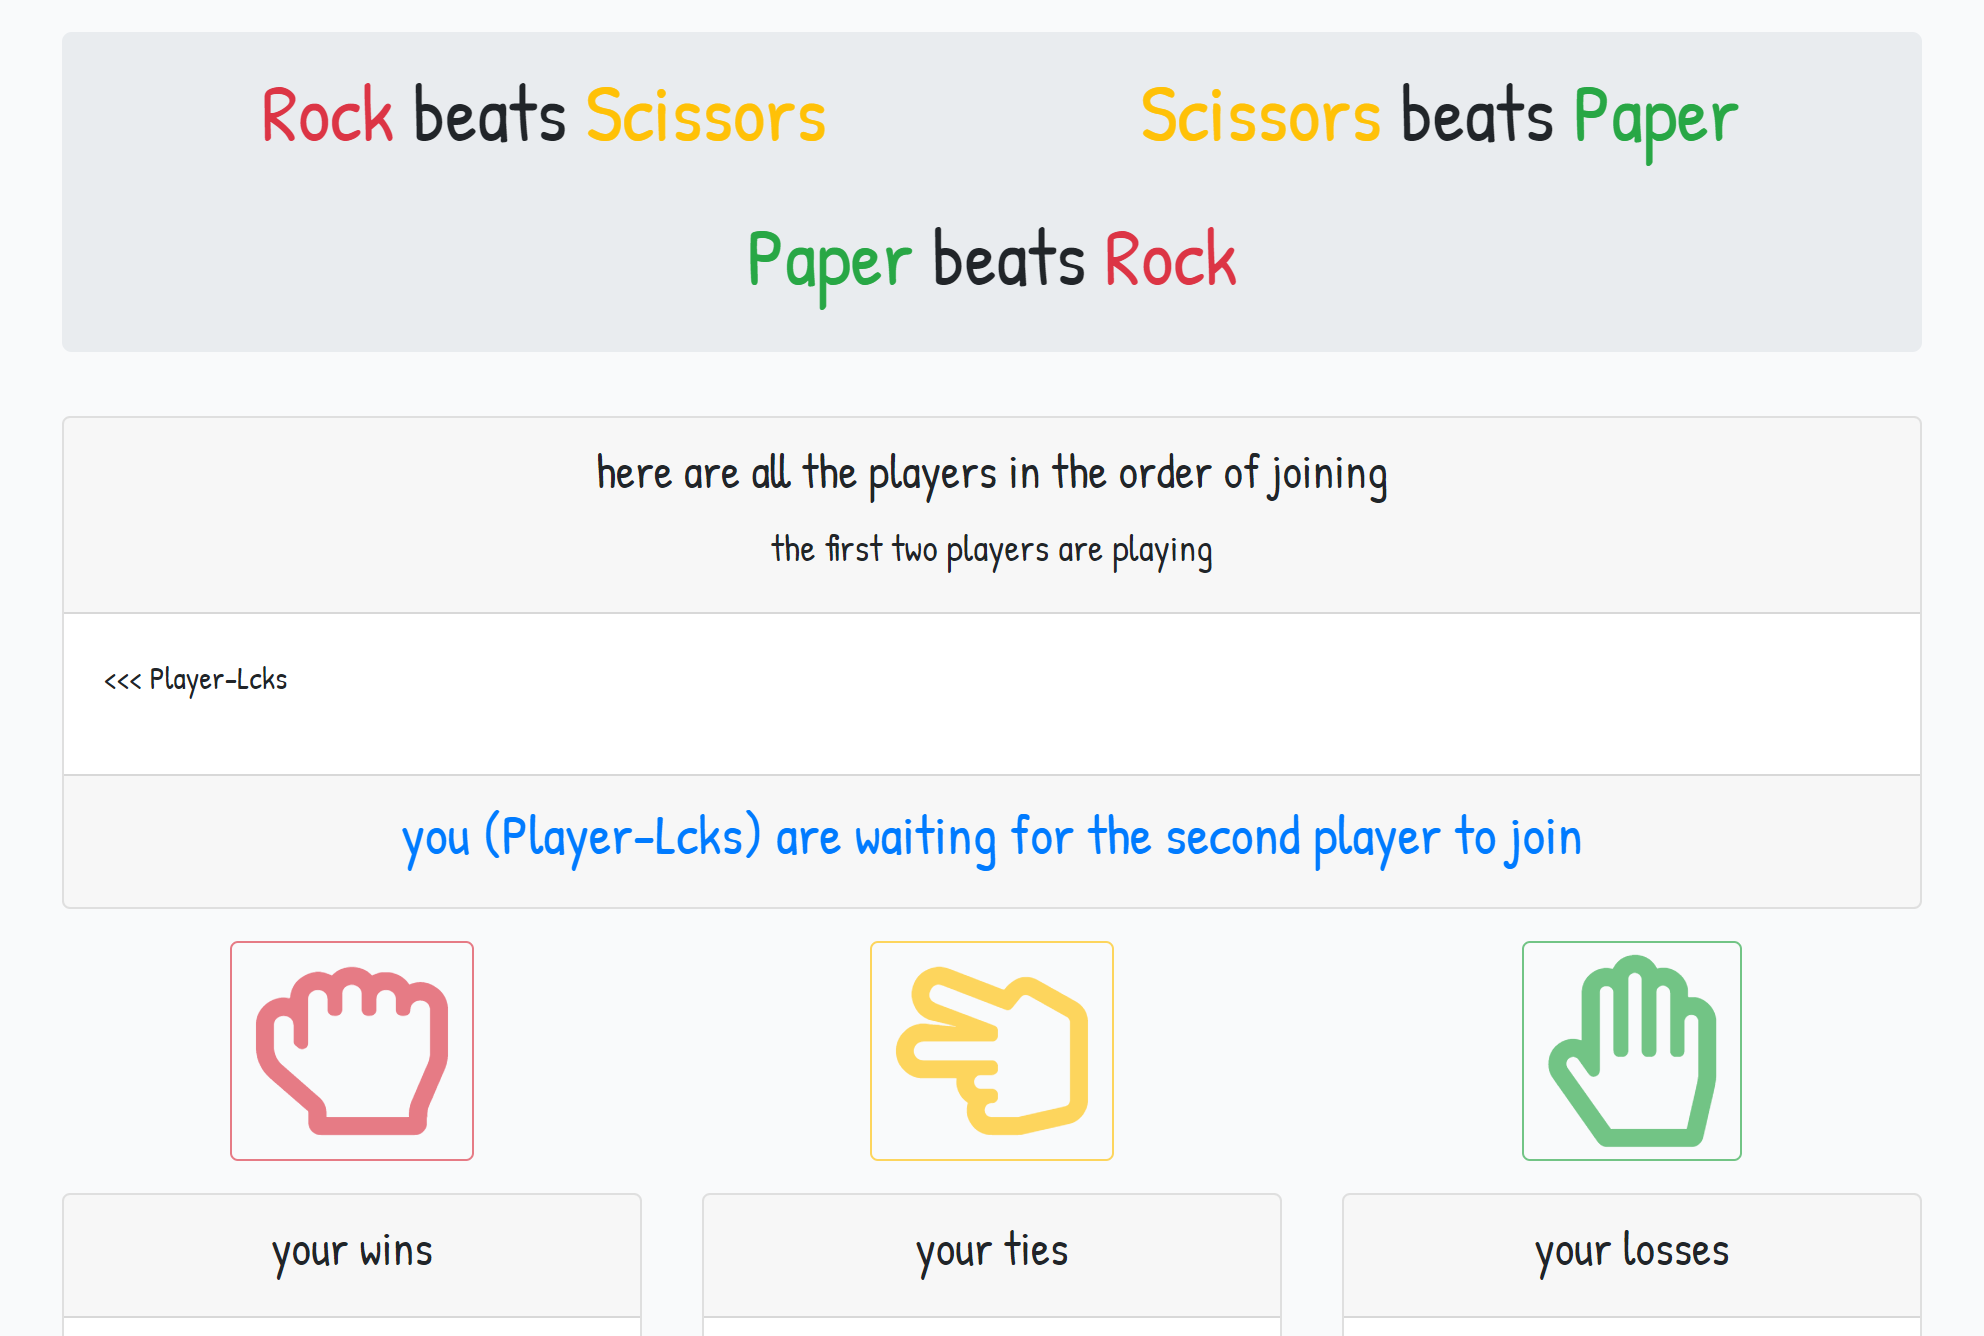 Rock beats Scissors
Scissors beats Paper
Paper beats Rock
here are all the players in the order of joining
the first two players are playing
<<< Player-Lcks
you (Player-Lcks) are waiting for the second player to join
your wins
your ties
your losses